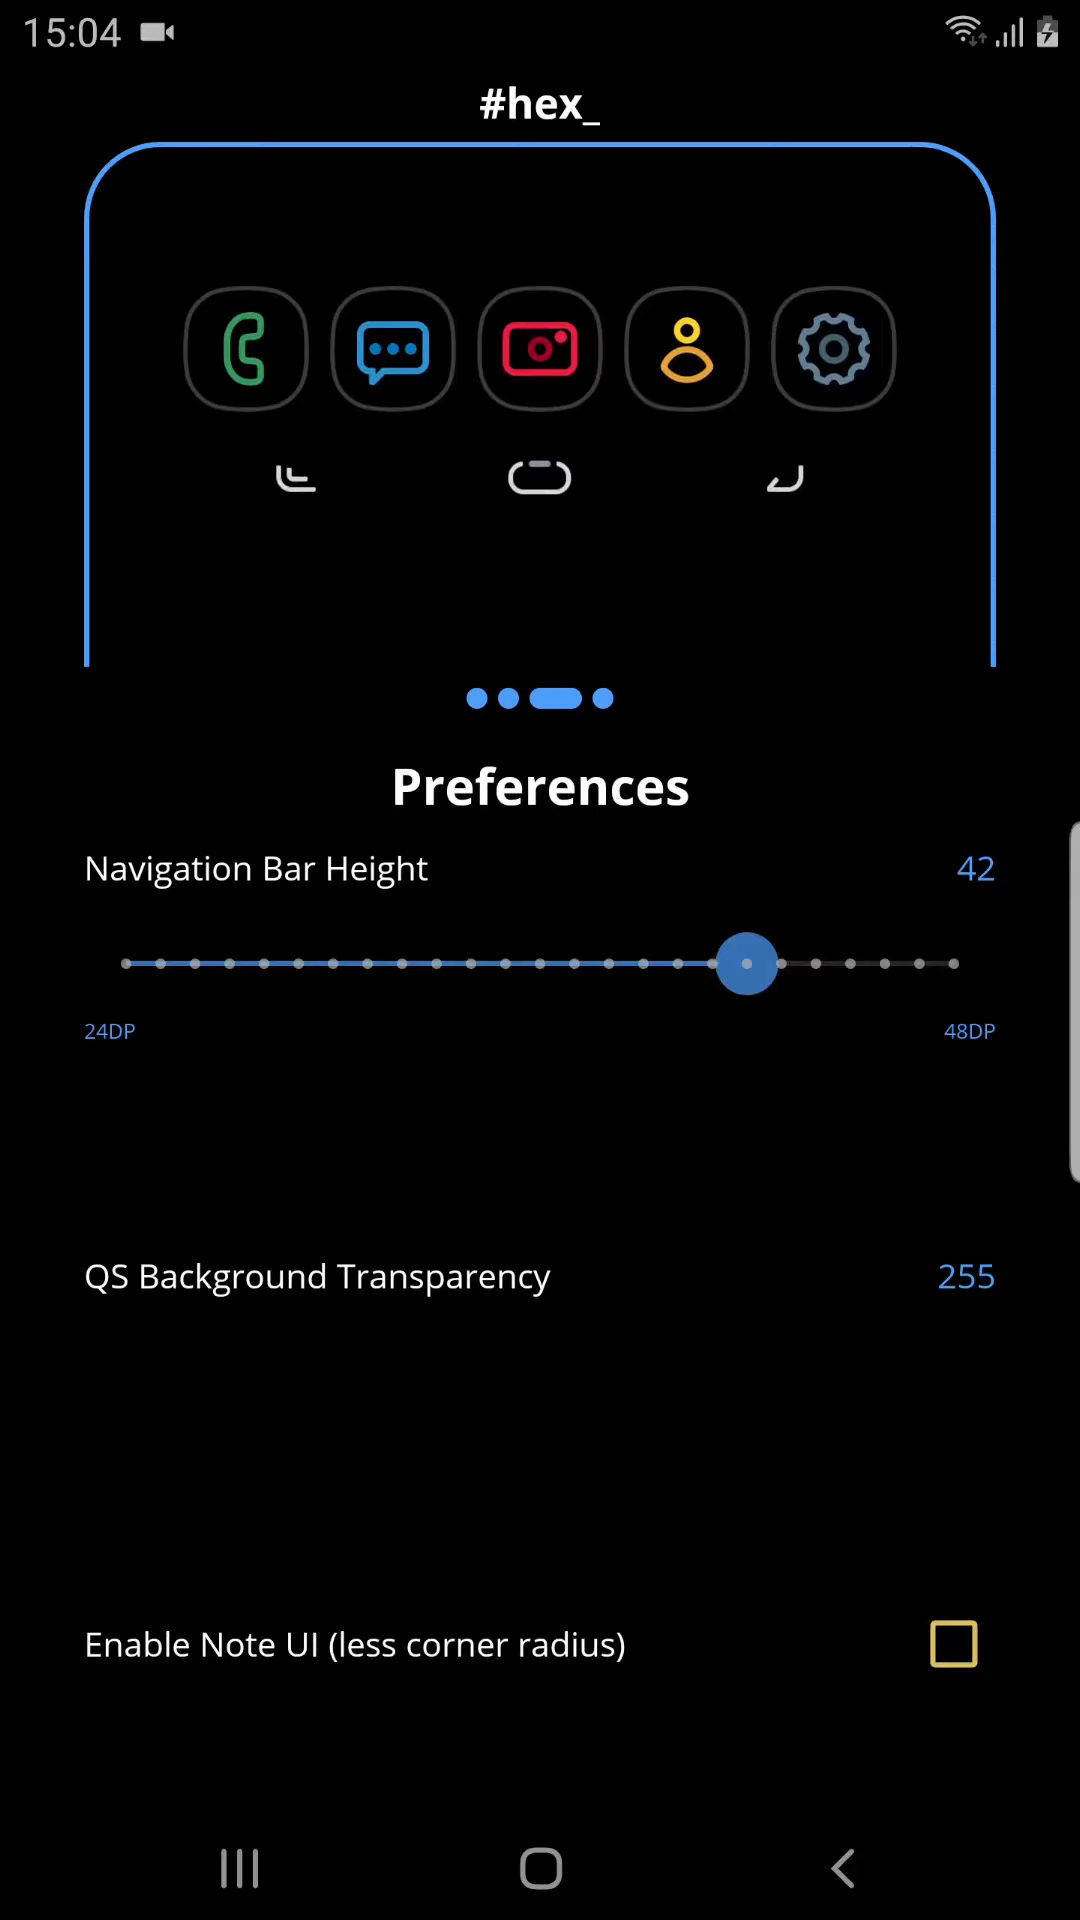 15:04
#hex_
Preferences
Navigation Bar Height 42
24DP 48DP
QS Background Transparency 255
Enable Note UI (less corner radius)